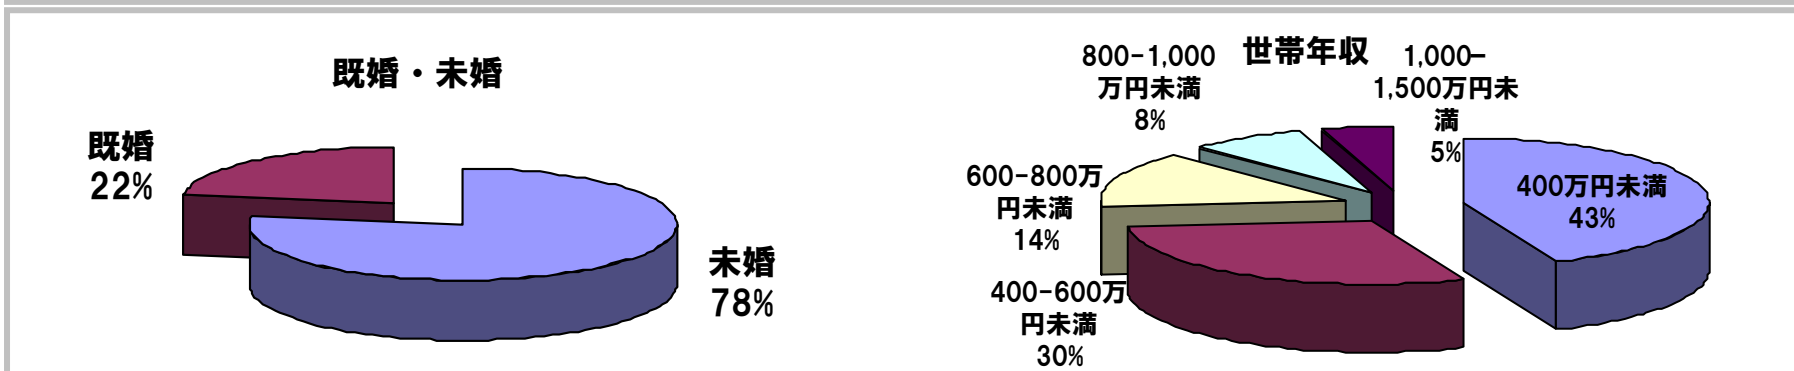 既婚・未婚
既婚
22%
未婚
78%
世帯年収
800-1,000
万円未満
8%
1,000-
1,500万円未
満
5%
600-800万
円未満
14%
400万円未満
43%
400-600万
円未満
30%